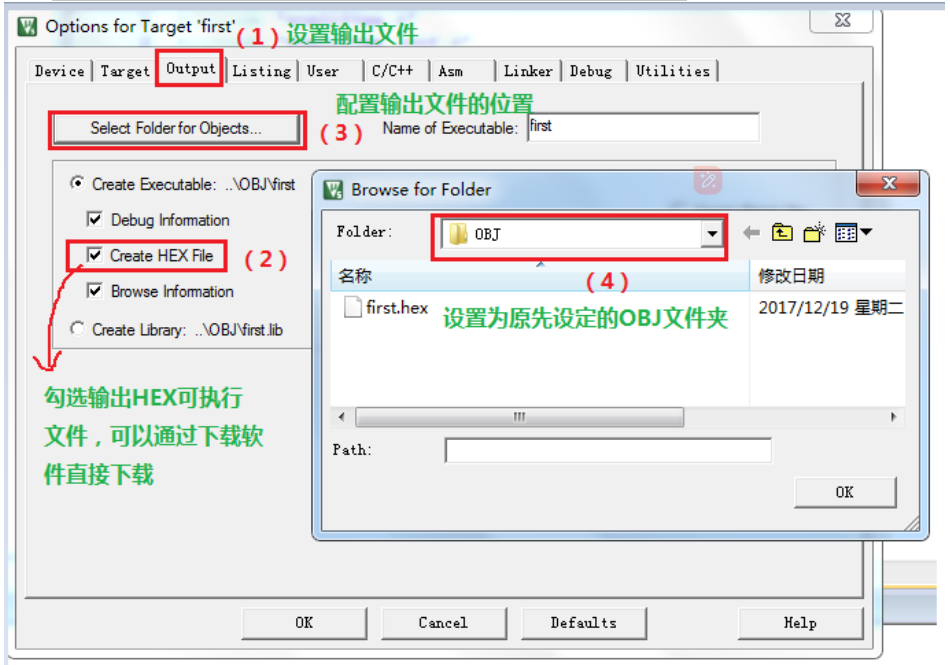 Options for Target 'first'
(1)设置输出文件
Device Target Output Listing User C/C++ Asm Linker Debug Utilities
配置输出文件的位置
Select Folder for Objects...
(3)
Name of Executable: first
Create Executable: ..\OBJ\first
Debug Information
Create HEX File
(2)
Browse Information
Create Library: ..\OBJ\first.lib
勾选输出HEX可执行
文件，可以通过下载软
件直接下载
Browse for Folder
Folder: OBJ
名称 修改日期
(4)
first.hex 2017/12/19 星期二
设置为原先设定的OBJ文件夹
Path:
OK
OK Cancel Defaults Help